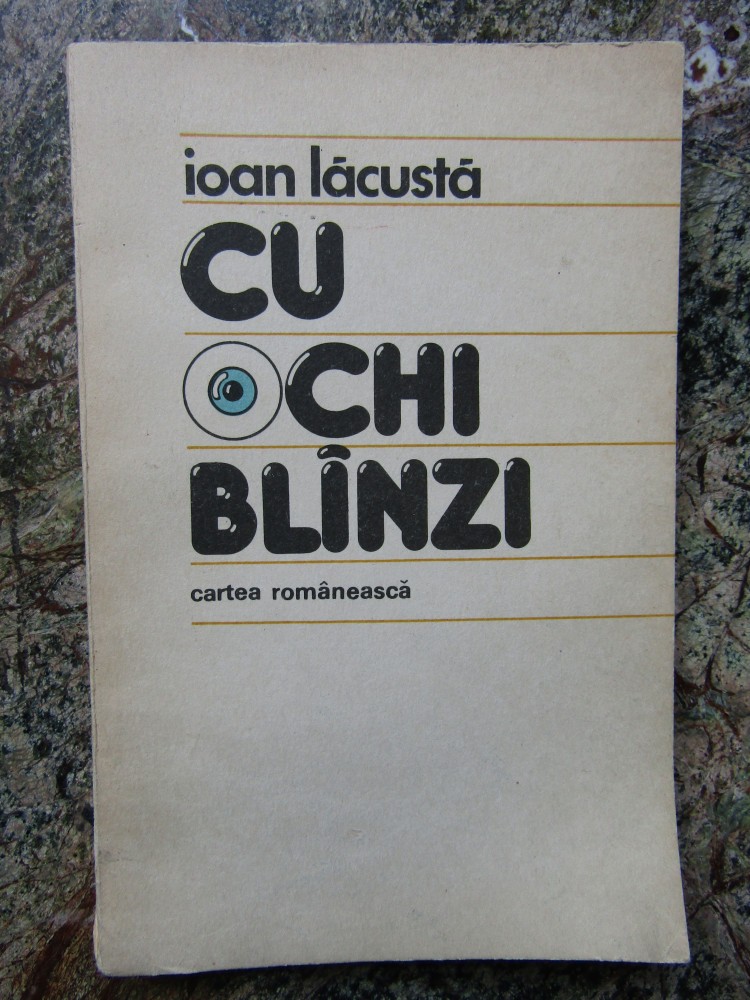 ioan lăcustă
CU
OCHI
BLÎNZI
cartea românească